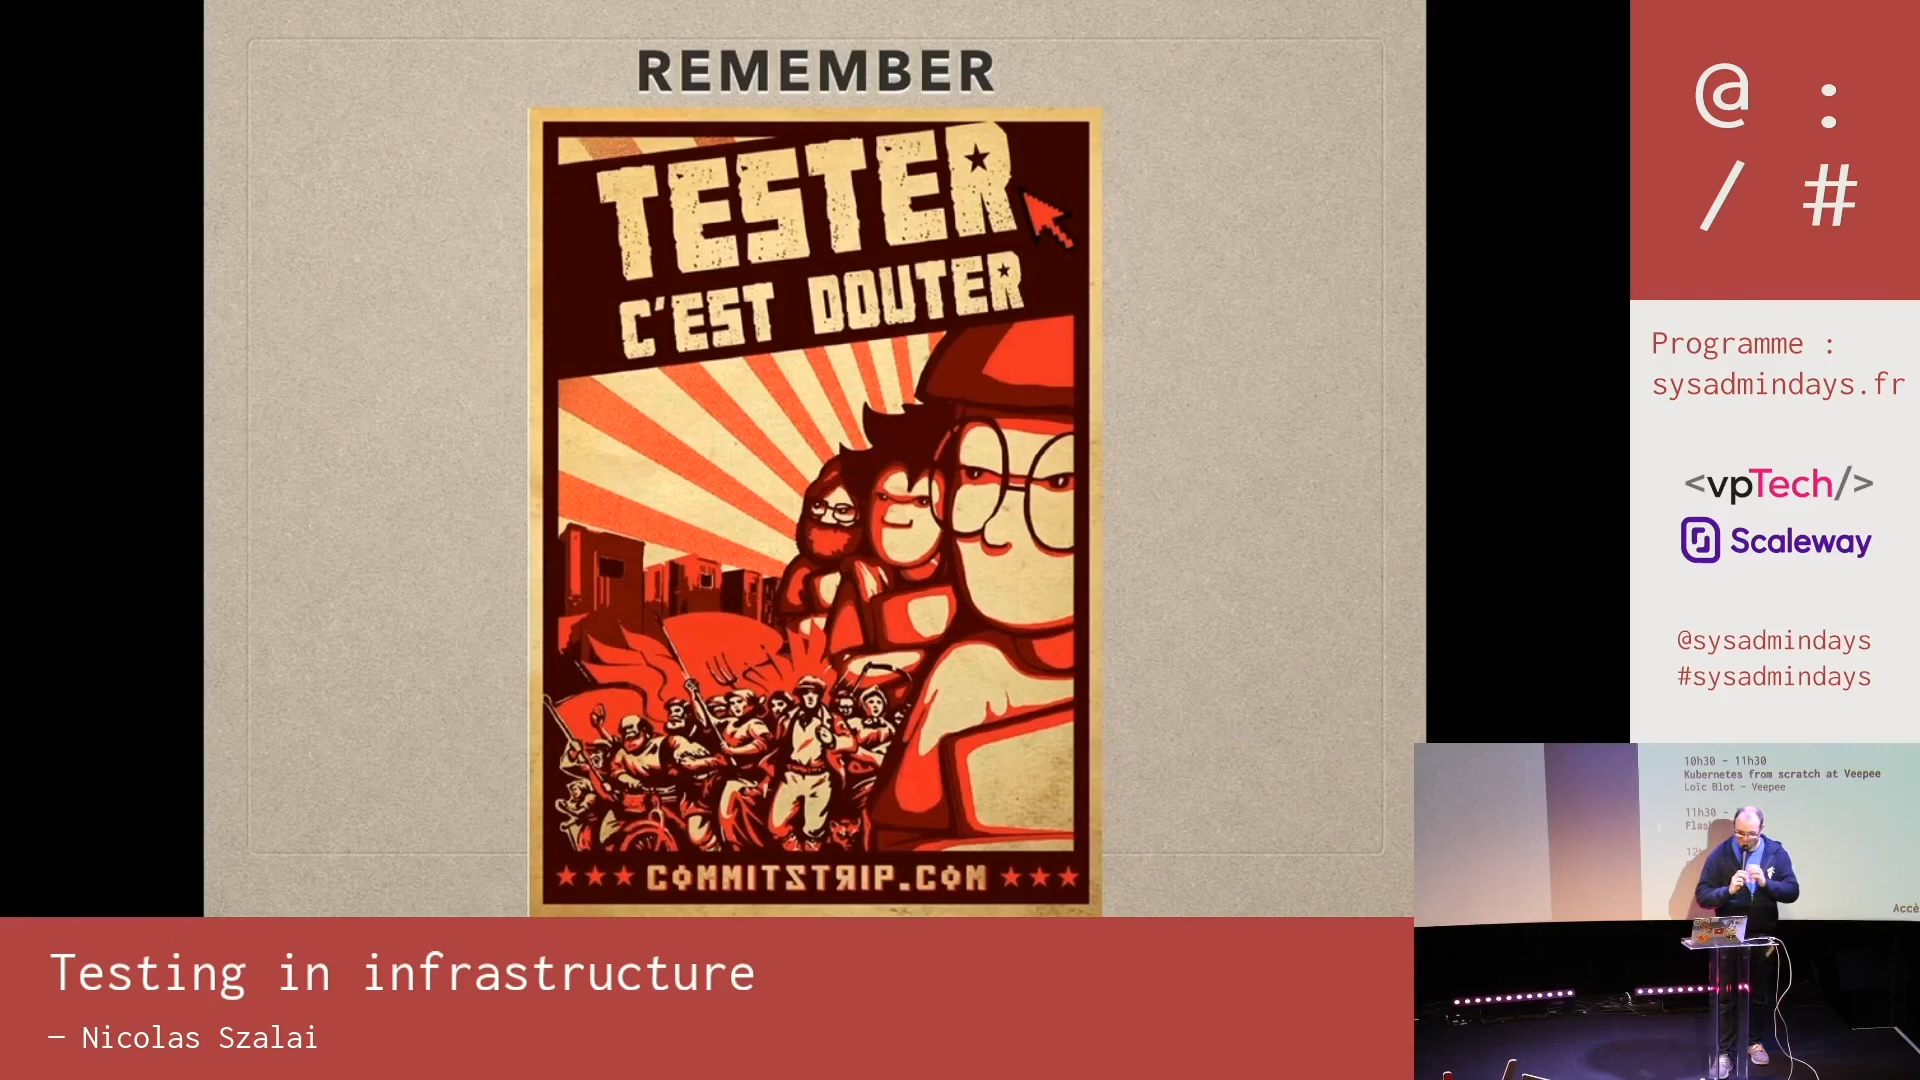 REMEMBER
TESTER
C'EST DOUTER
COMMITSTRIP.COM
@ :
/ #
Programme :
sysadmindays.fr
<vpTech/>
Scaleway
@sysadmindays
#sysadmindays
10h30 - 11h30
Kubernetes from scratch at Veepee
Loïc Blot - Veepee
11h30 -
Testing in infrastructure
— Nicolas Szalai